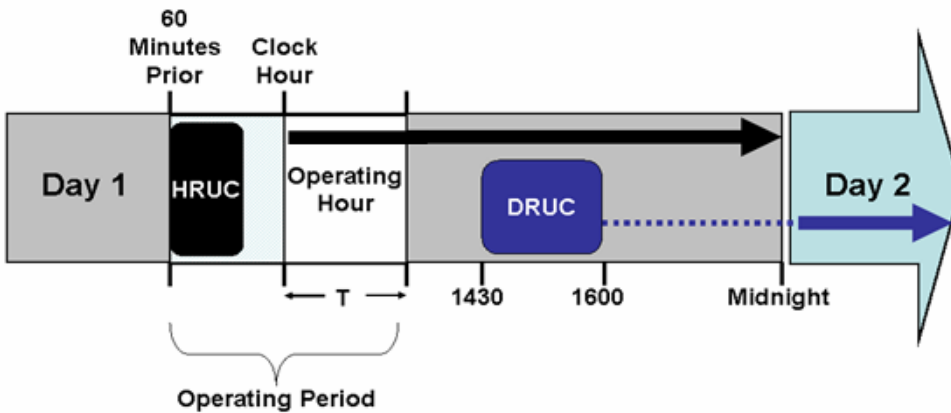 60
Minutes
Prior
Clock
Hour
Day 1
HRUC
Operating
Hour
DRUC
Day 2
T
1430
1600
Midnight
Operating Period